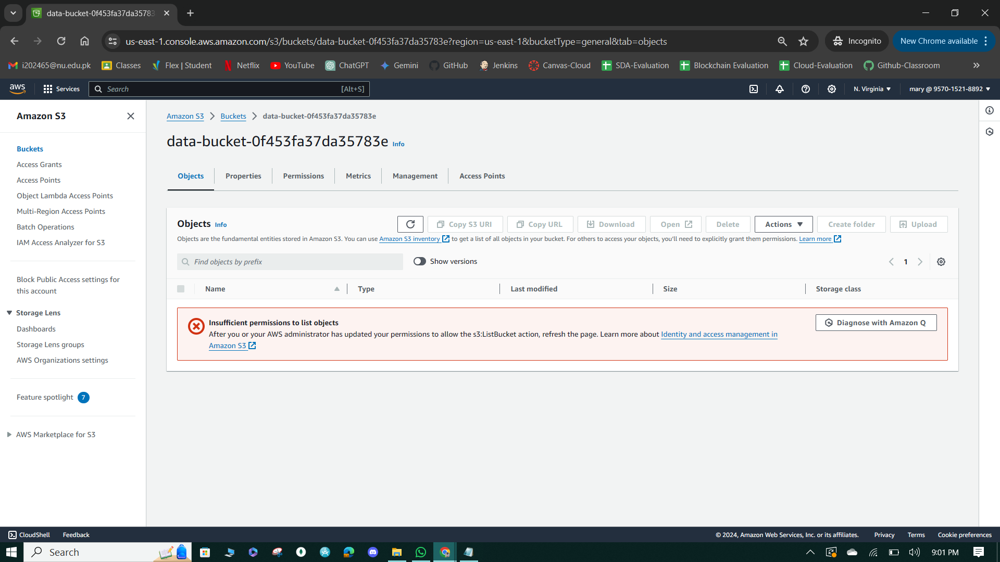 data-bucket-0f453fa37da35783
us-east-1.console.aws.amazon.com/s3/buckets/data-bucket-0f453fa37da35783e?region=us-east-1&bucketType=general&tab=objects
Incognito
New Chrome available
i202465@nu.edu.pk
Classes
Flex | Student
Netflix
YouTube
ChatGPT
Gemini
GitHub
Jenkins
Canvas-Cloud
SDA-Evaluation
Blockchain Evaluation
Cloud-Evaluation
Github-Classroom
aws
Services
Search
[Alt+S]
N. Virginia
mary @ 9570-1521-8892
Amazon S3
Buckets
Access Grants
Access Points
Object Lambda Access Points
Multi-Region Access Points
Batch Operations
IAM Access Analyzer for S3
Block Public Access settings for
this account
Storage Lens
Dashboards
Storage Lens groups
AWS Organizations settings
Feature spotlight 7
AWS Marketplace for S3
Amazon S3 > Buckets > data-bucket-0f453fa37da35783e
data-bucket-0f453fa37da35783e Info
Objects
Properties
Permissions
Metrics
Management
Access Points
Objects Info
Copy S3 URI
Copy URL
Download
Open
Delete
Actions
Create folder
Upload
Objects are the fundamental entities stored in Amazon S3. You can use Amazon S3 inventory to get a list of all objects in your bucket. For others to access your objects, you'll need to explicitly grant them permissions. Learn more
Find objects by prefix
Show versions
1
Name
Type
Last modified
Size
Storage class
Insufficient permissions to list objects
After you or your AWS administrator has updated your permissions to allow the s3:ListBucket action, refresh the page. Learn more about Identity and access management in
Amazon S3
Diagnose with Amazon Q
CloudShell
Feedback
© 2024, Amazon Web Services, Inc. or its affiliates.
Privacy
Terms
Cookie preferences
Search
9:01 PM